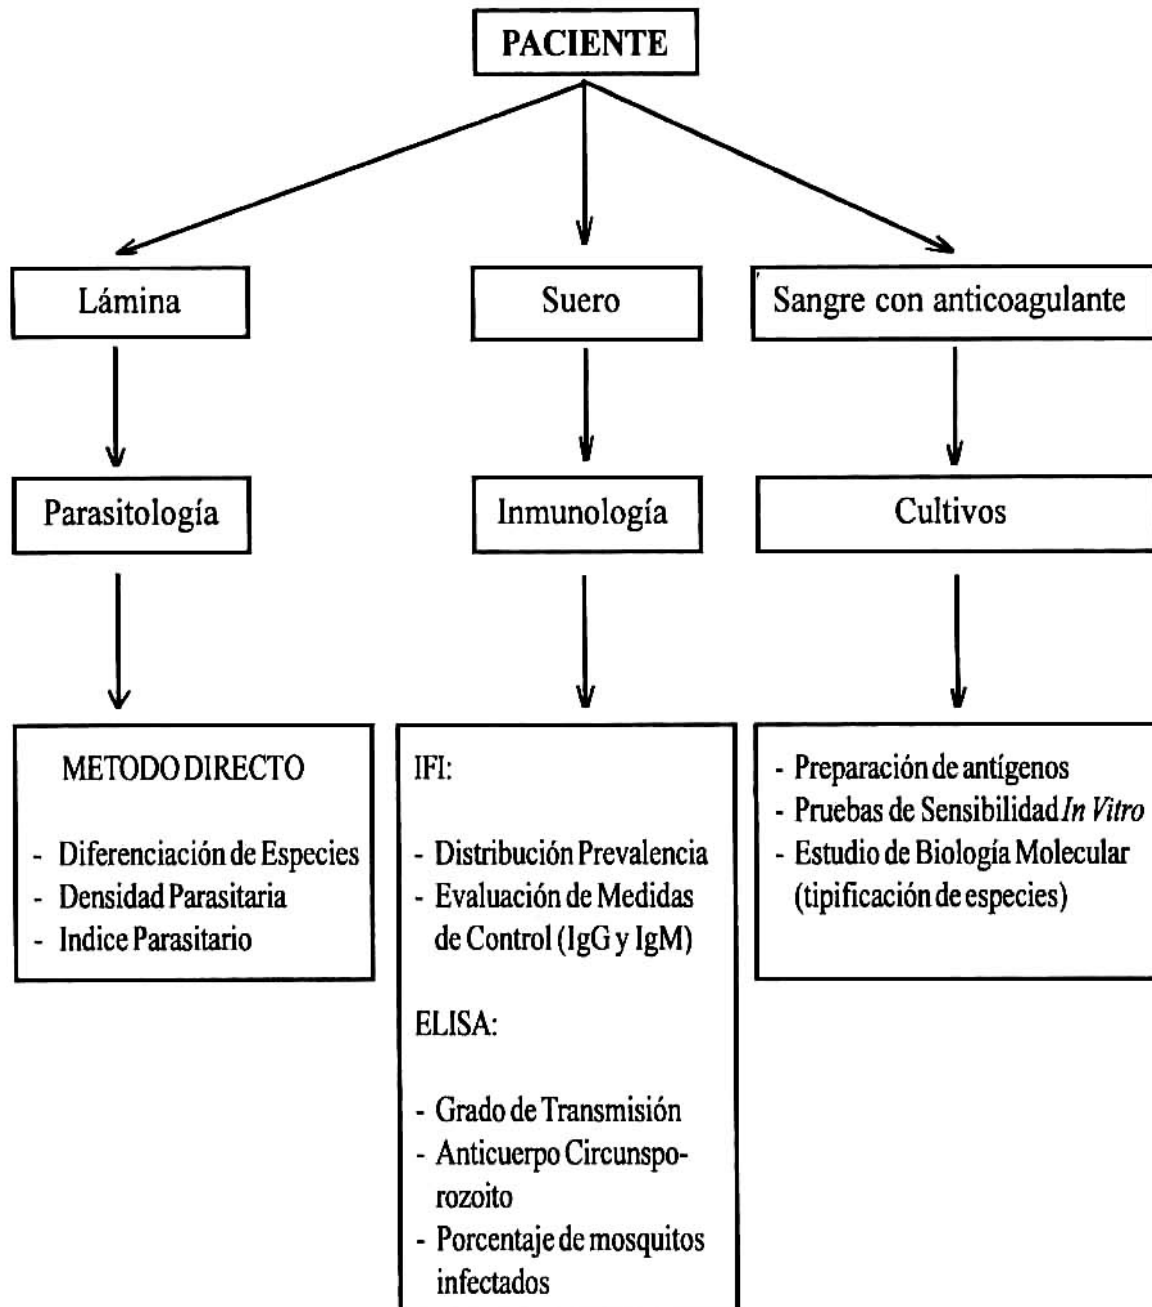 PACIENTE
Lámina
Suero
Sangre con anticoagulante
Parasitología
Inmunología
Cultivos
METODO DIRECTO
- Diferenciación de Especies
- Densidad Parasitaria
- Indice Parasitario
IFI:
- Distribución Prevalencia
- Evaluación de Medidas
de Control (IgG y IgM)
ELISA:
- Grado de Transmisión
- Anticuerpo Circunspo-
rozoito
- Porcentaje de mosquitos
infectados
- Preparación de antígenos
- Pruebas de Sensibilidad In Vitro
- Estudio de Biología Molecular
(tipificación de especies)